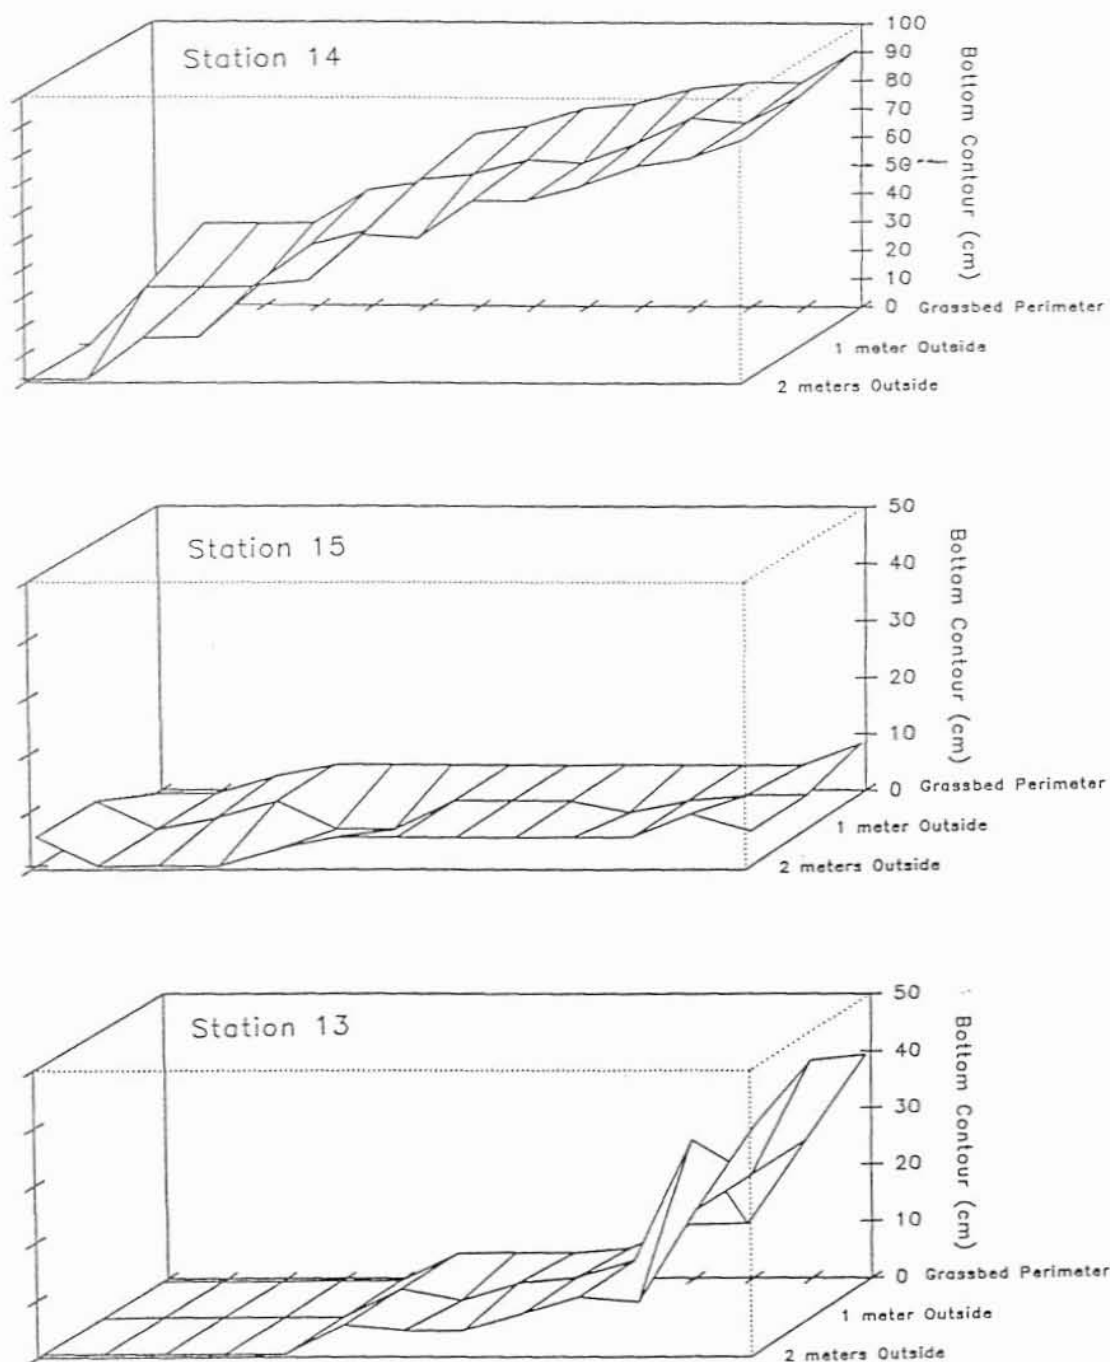 Station 14
100
90
80
70
60
50
40
30
20
10
0
Bottom Contour (cm)
Grassbed Perimeter
1 meter Outside
2 meters Outside
Station 15
50
40
30
20
10
0
Bottom Contour (cm)
Grassbed Perimeter
1 meter Outside
2 meters Outside
Station 13
50
40
30
20
10
0
Bottom Contour (cm)
Grassbed Perimeter
1 meter Outside
2 meters Outside